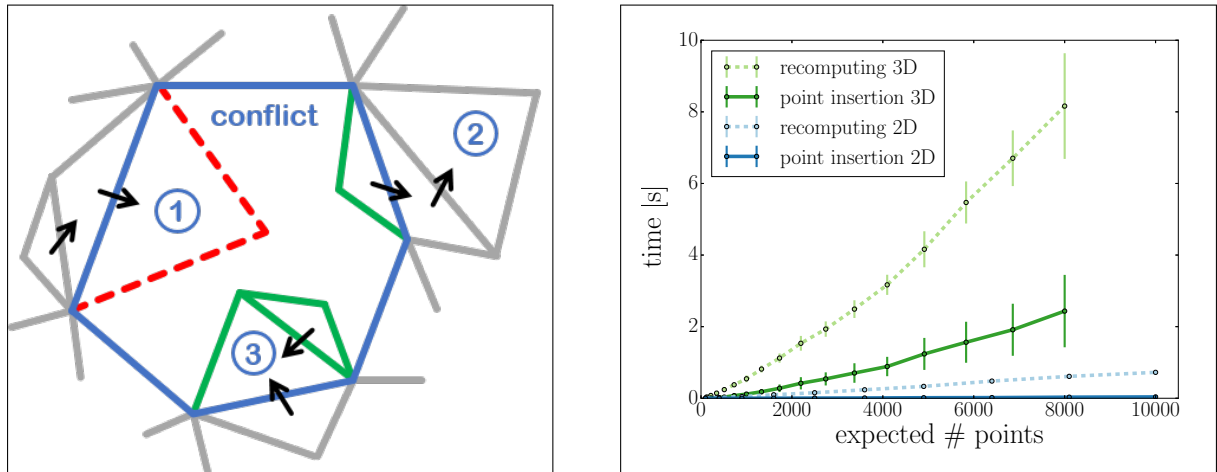 conflict
1
2
3
10
8
6
4
2
0
0
2000
4000
6000
8000
10000
time [s]
expected # points
recomputing 3D
point insertion 3D
recomputing 2D
point insertion 2D